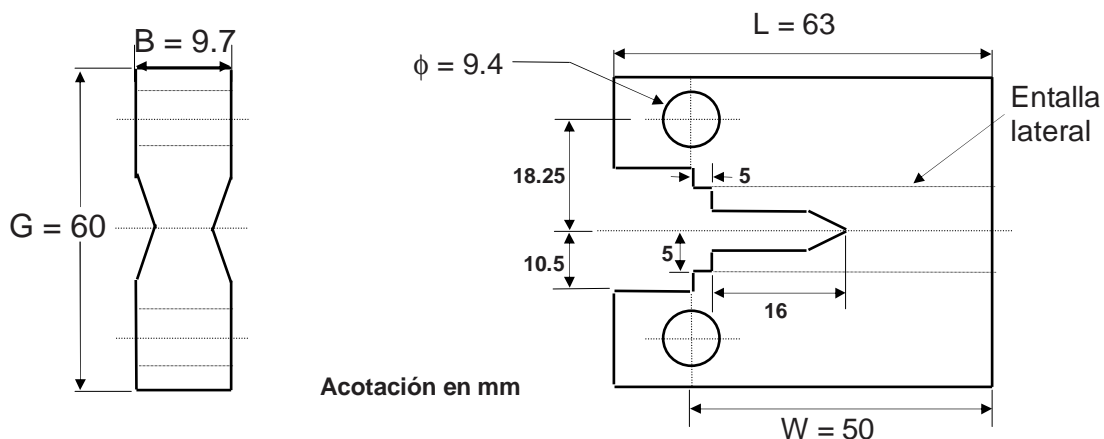 B = 9.7
G = 60
L = 63
ϕ = 9.4
Entalla
lateral
18.25
5
10.5
5
16
Acotación en mm
W = 50